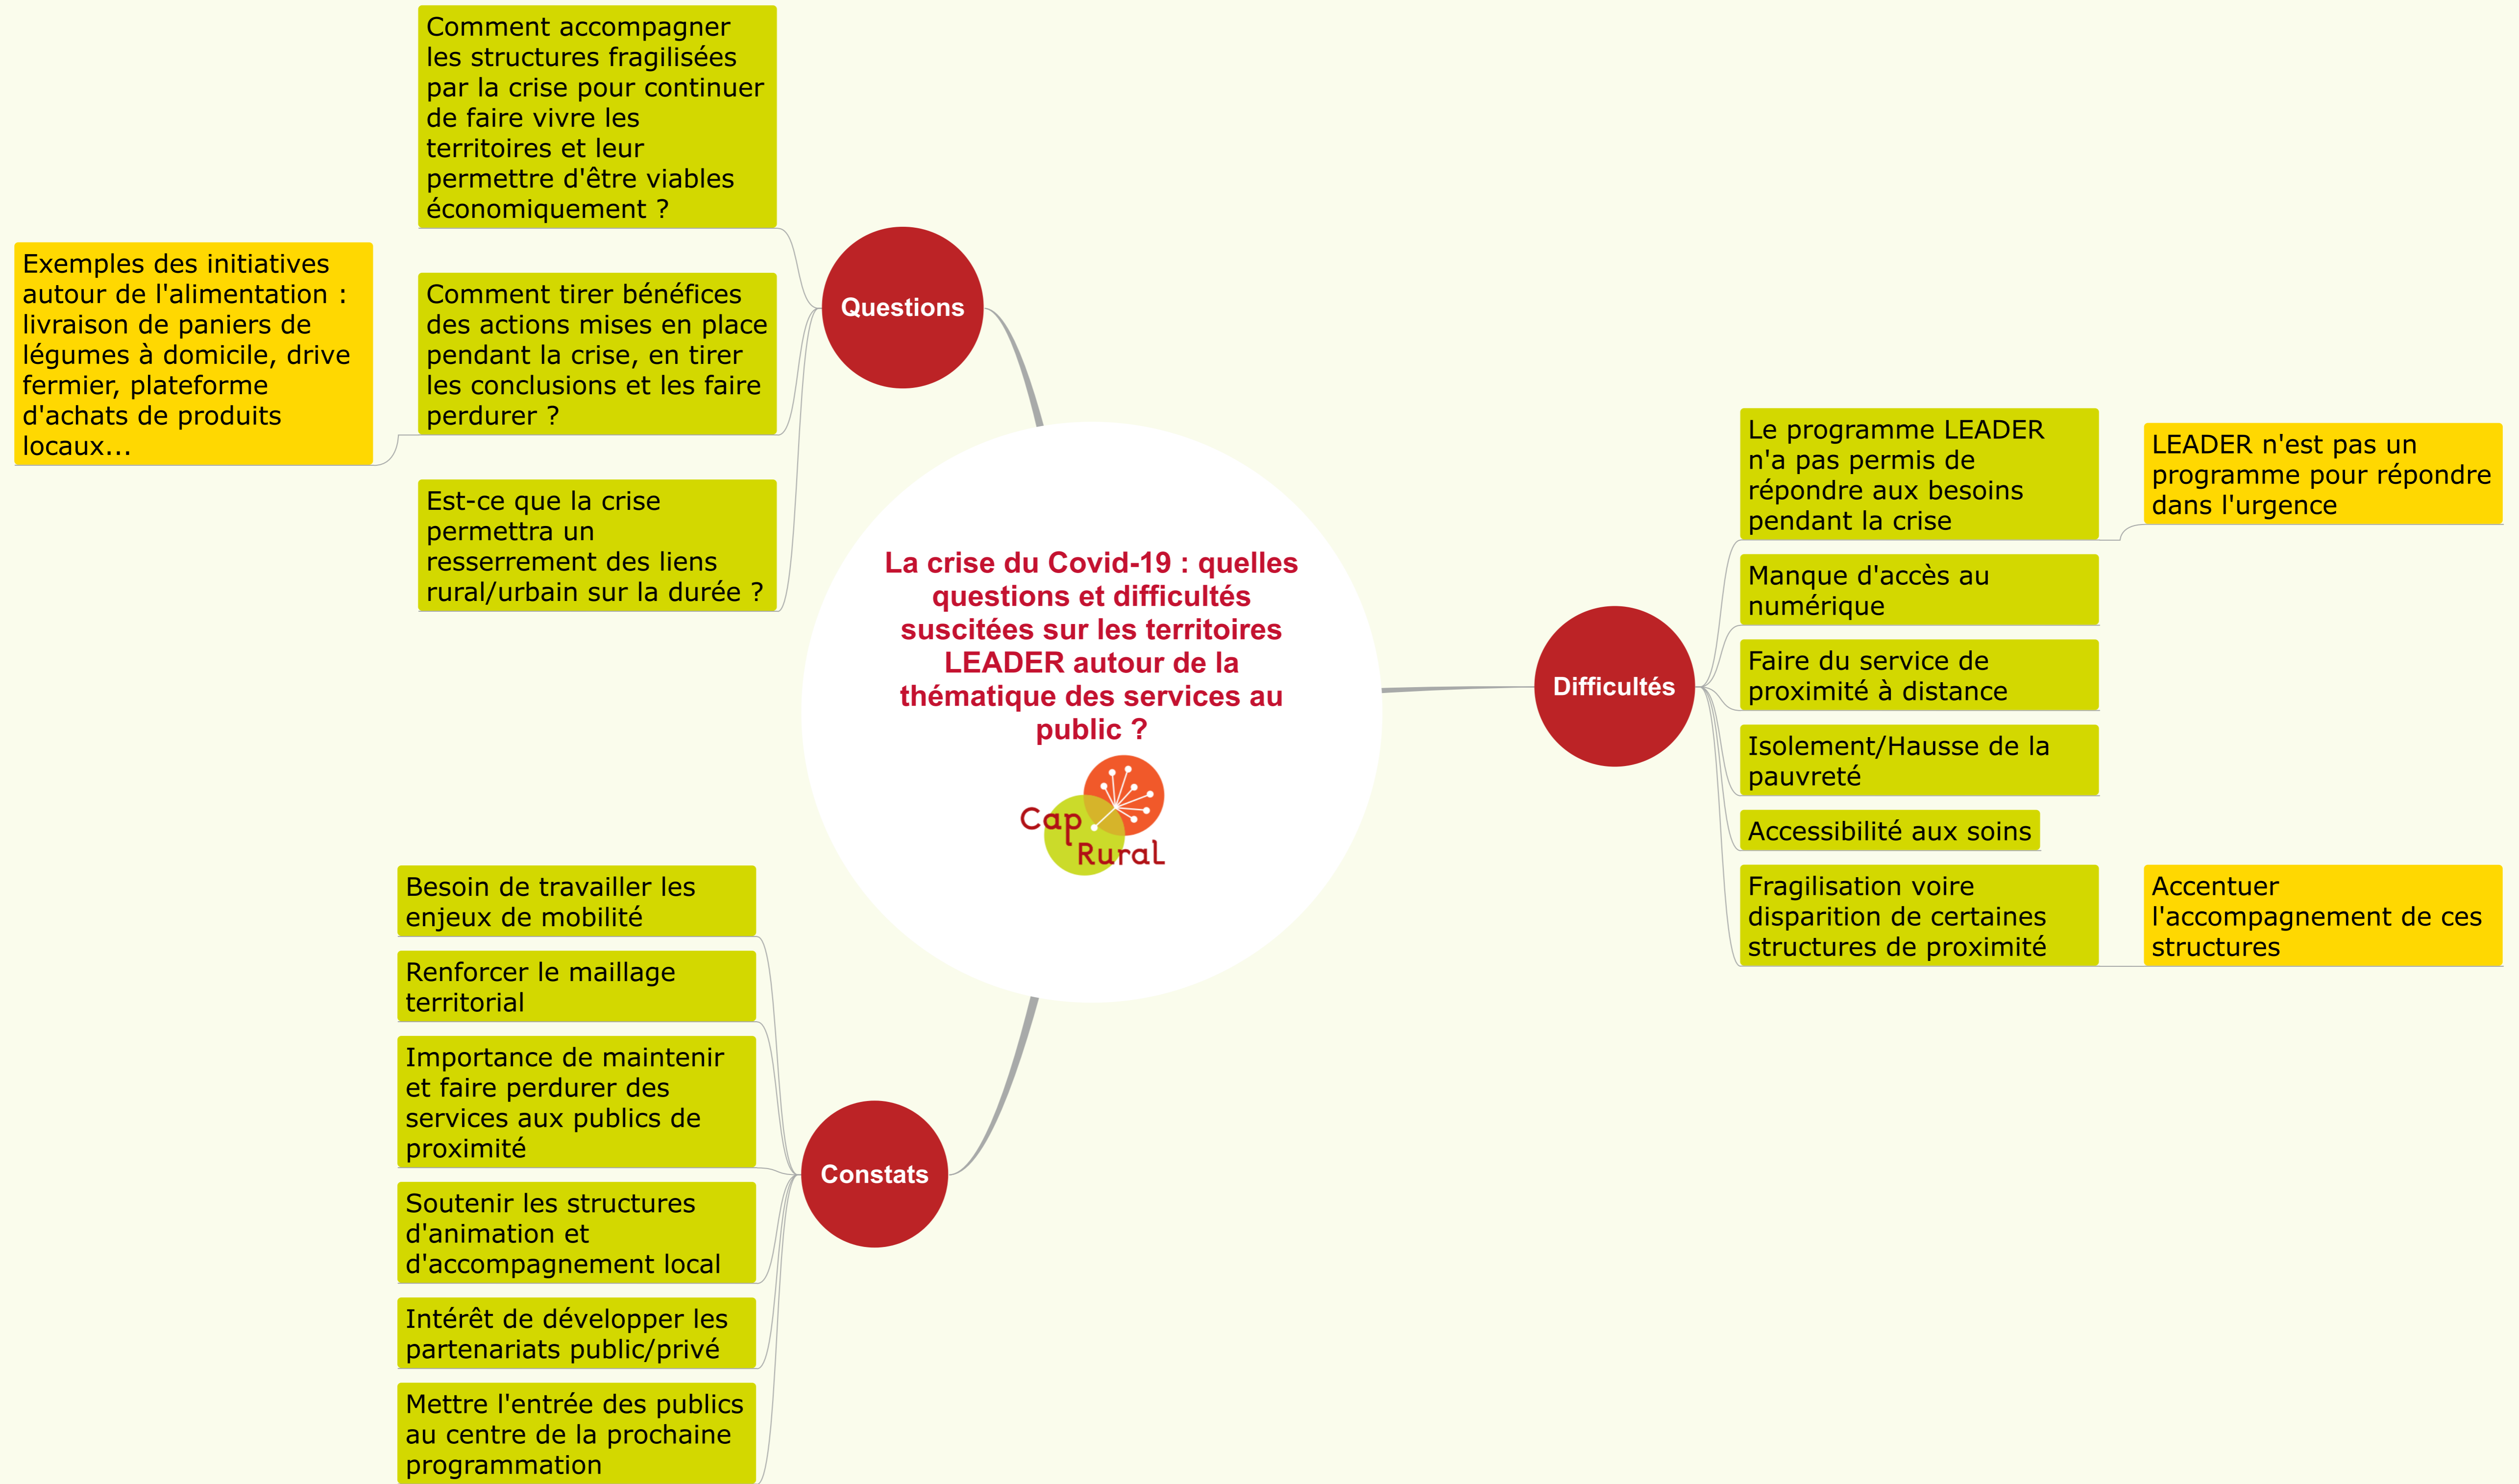 La crise du Covid-19 : quelles
questions et difficultés
suscitées sur les territoires
LEADER autour de la
thématique des services au
public ?
Cap
Rural
Questions
Comment accompagner
les structures fragilisées
par la crise pour continuer
de faire vivre les
territoires et leur
permettre d'être viables
économiquement ?
Comment tirer bénéfices
des actions mises en place
pendant la crise, en tirer
les conclusions et les faire
perdurer ?
Exemples des initiatives
autour de l'alimentation :
livraison de paniers de
légumes à domicile, drive
fermier, plateforme
d'achats de produits
locaux...
Est-ce que la crise
permettra un
resserrement des liens
rural/urbain sur la durée ?
Difficultés
Le programme LEADER
n'a pas permis de
répondre aux besoins
pendant la crise
LEADER n'est pas un
programme pour répondre
dans l'urgence
Manque d'accès au
numérique
Faire du service de
proximité à distance
Isolement/Hausse de la
pauvreté
Accessibilité aux soins
Fragilisation voire
disparition de certaines
structures de proximité
Accentuer
l'accompagnement de ces
structures
Constats
Besoin de travailler les
enjeux de mobilité
Renforcer le maillage
territorial
Importance de maintenir
et faire perdurer des
services aux publics de
proximité
Soutenir les structures
d'animation et
d'accompagnement local
Intérêt de développer les
partenariats public/privé
Mettre l'entrée des publics
au centre de la prochaine
programmation